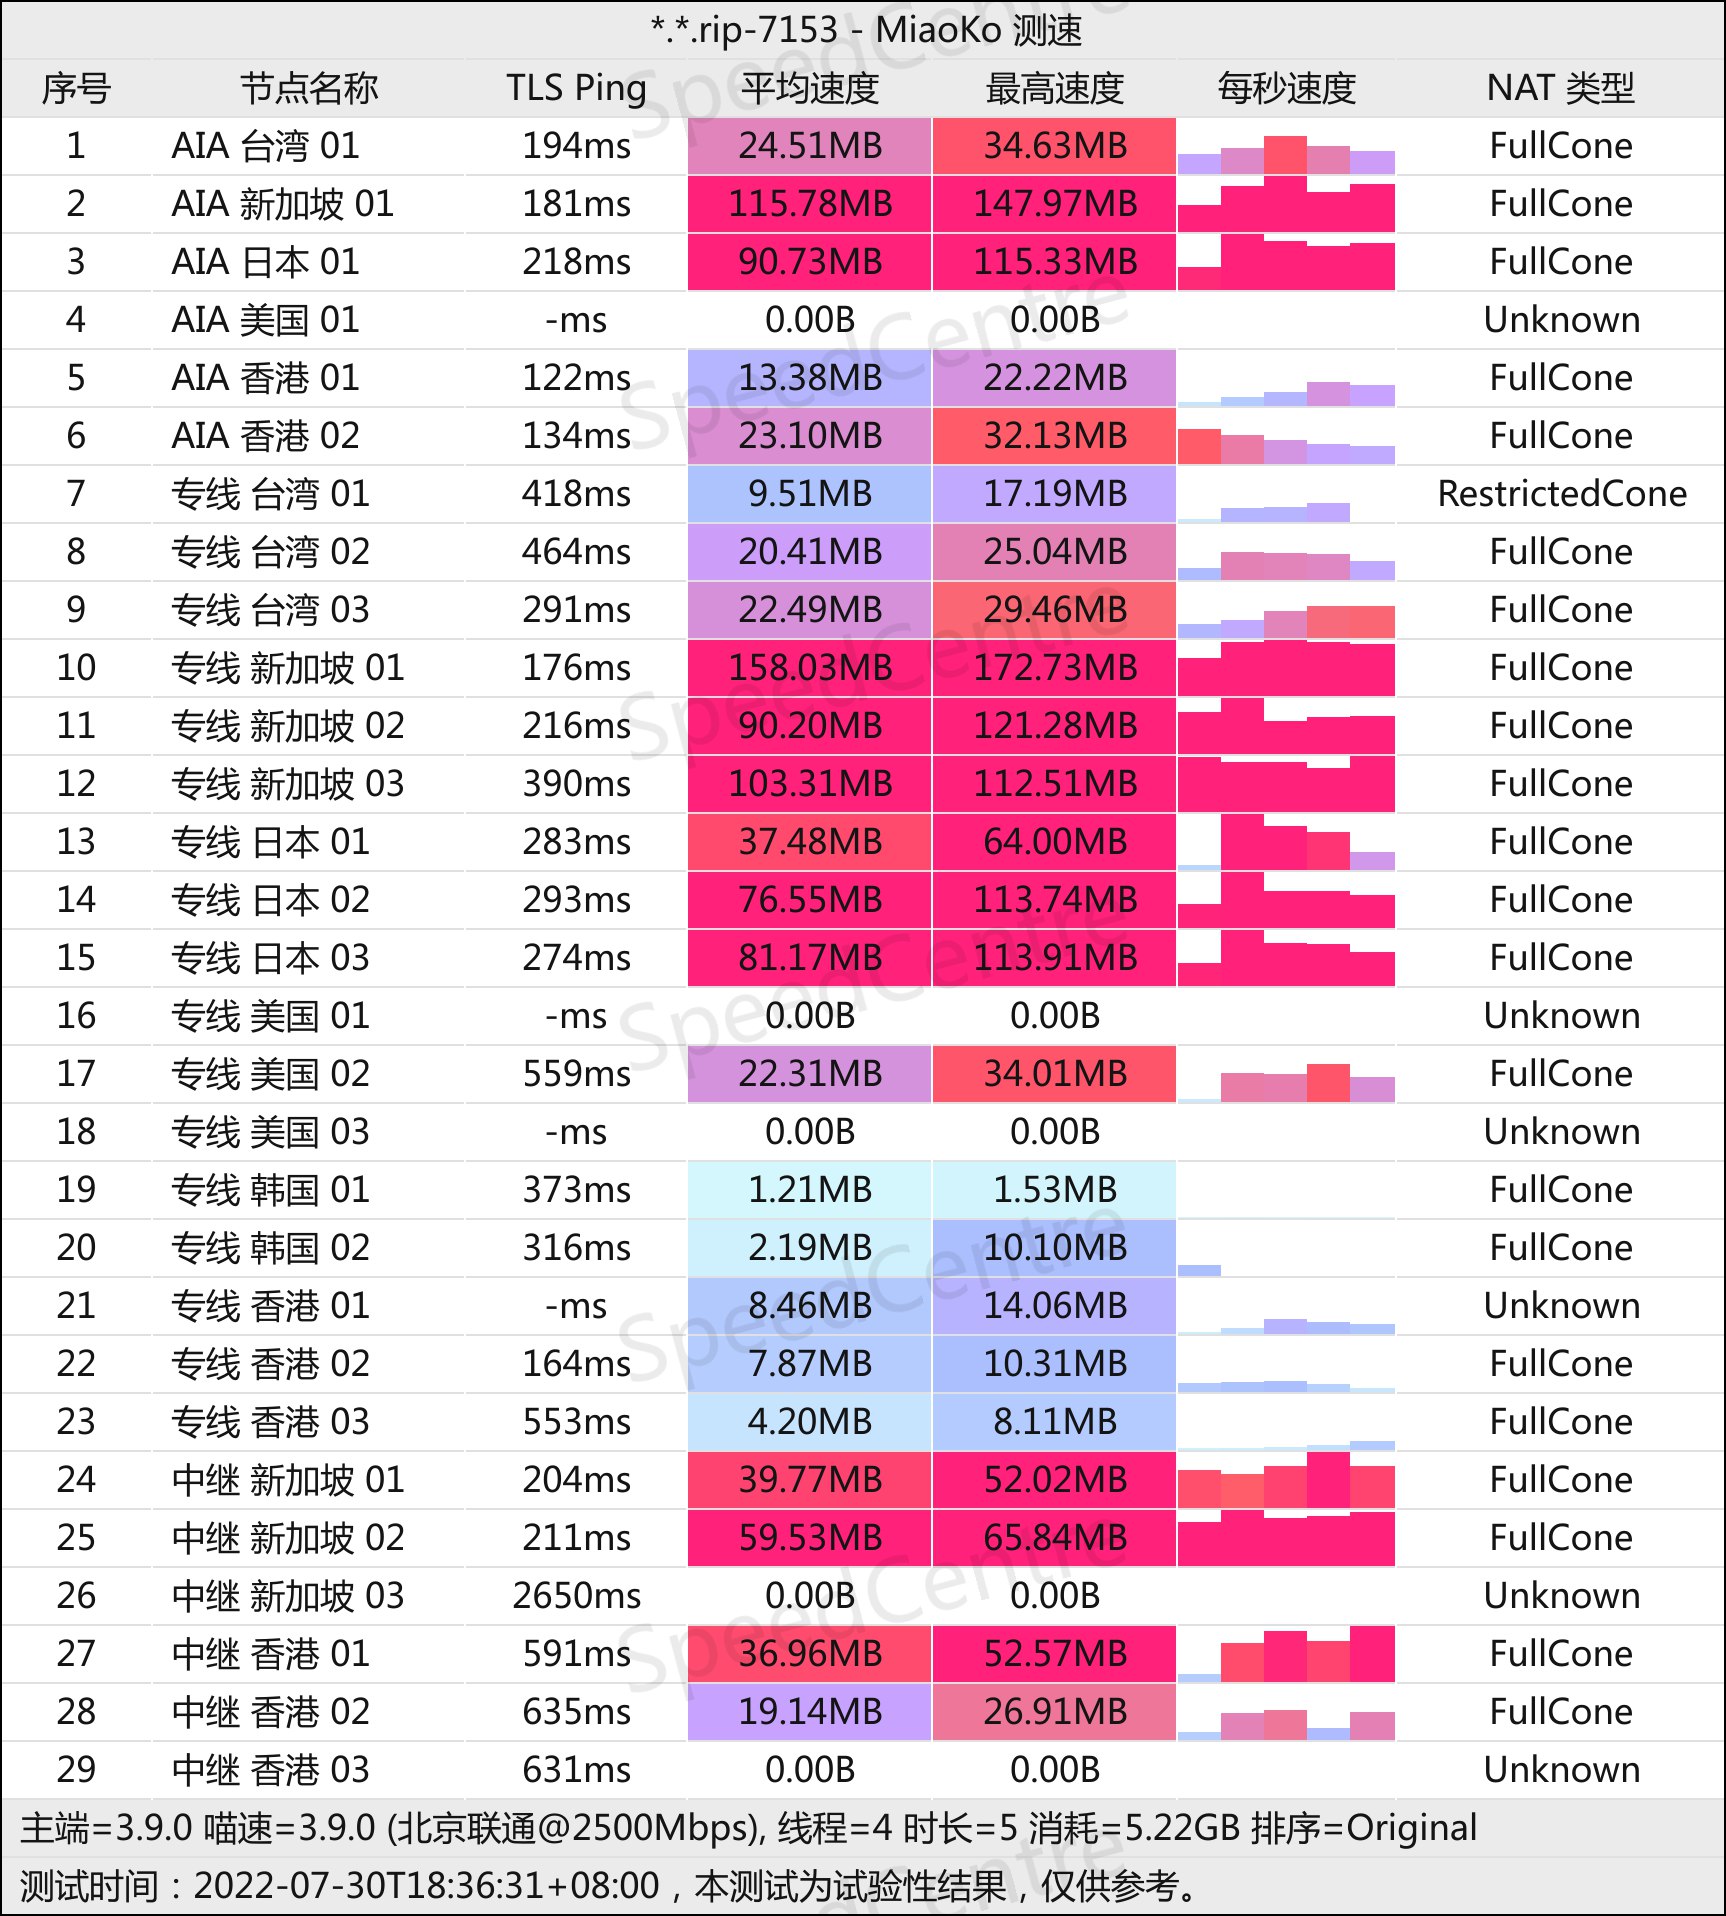 *.*.rip-7153 - MiaoKo 测速
序号 节点名称 TLS Ping 平均速度 最高速度 每秒速度 NAT 类型
1 AIA 台湾 01 194ms 24.51MB 34.63MB FullCone
2 AIA 新加坡 01 181ms 115.78MB 147.97MB FullCone
3 AIA 日本 01 218ms 90.73MB 115.33MB FullCone
4 AIA 美国 01 -ms 0.00B 0.00B Unknown
5 AIA 香港 01 122ms 13.38MB 22.22MB FullCone
6 AIA 香港 02 134ms 23.10MB 32.13MB FullCone
7 专线 台湾 01 418ms 9.51MB 17.19MB RestrictedCone
8 专线 台湾 02 464ms 20.41MB 25.04MB FullCone
9 专线 台湾 03 291ms 22.49MB 29.46MB FullCone
10 专线 新加坡 01 176ms 158.03MB 172.73MB FullCone
11 专线 新加坡 02 216ms 90.20MB 121.28MB FullCone
12 专线 新加坡 03 390ms 103.31MB 112.51MB FullCone
13 专线 日本 01 283ms 37.48MB 64.00MB FullCone
14 专线 日本 02 293ms 76.55MB 113.74MB FullCone
15 专线 日本 03 274ms 81.17MB 113.91MB FullCone
16 专线 美国 01 -ms 0.00B 0.00B Unknown
17 专线 美国 02 559ms 22.31MB 34.01MB FullCone
18 专线 美国 03 -ms 0.00B 0.00B Unknown
19 专线 韩国 01 373ms 1.21MB 1.53MB FullCone
20 专线 韩国 02 316ms 2.19MB 10.10MB FullCone
21 专线 香港 01 -ms 8.46MB 14.06MB Unknown
22 专线 香港 02 164ms 7.87MB 10.31MB FullCone
23 专线 香港 03 553ms 4.20MB 8.11MB FullCone
24 中继 新加坡 01 204ms 39.77MB 52.02MB FullCone
25 中继 新加坡 02 211ms 59.53MB 65.84MB FullCone
26 中继 新加坡 03 2650ms 0.00B 0.00B Unknown
27 中继 香港 01 591ms 36.96MB 52.57MB FullCone
28 中继 香港 02 635ms 19.14MB 26.91MB FullCone
29 中继 香港 03 631ms 0.00B 0.00B Unknown
主端=3.9.0 喵速=3.9.0 (北京联通@2500Mbps), 线程=4 时长=5 消耗=5.22GB 排序=Original
测试时间：2022-07-30T18:36:31+08:00，本测试为试验性结果，仅供参考。
SpeedCentre
SpeedCentre
SpeedCentre
SpeedCentre
SpeedCentre
SpeedCentre
SpeedCentre